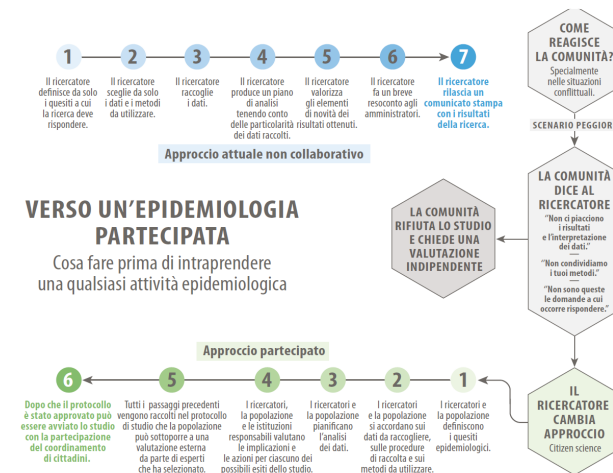 1
2
3
4
5
6
7
Il ricercatore
definisce da solo
i quesiti a cui
la ricerca deve
rispondere.
Il ricercatore
sceglie da solo
i dati e i metodi
da utilizzare.
Il ricercatore
raccoglie
i dati.
Il ricercatore
produce un piano
di analisi
tenendo conto
delle particolarità
dei dati raccolti.
Il ricercatore
valorizza
gli elementi
di novità dei
risultati ottenuti.
Il ricercatore
fa un breve
resoconto agli
amministratori.
Il ricercatore
rilascia un
comunicato stampa
con i risultati
della ricerca.
Approccio attuale non collaborativo
COME
REAGISCE
LA COMUNITÀ?
Specialmente
nelle situazioni
conflittuali.
SCENARIO PEGGIOR
LA COMUNITÀ
DICE AL
RICERCATORE
“Non ci piacciono
i risultati
e l’interpretazione
dei dati.”
“Non condividiamo
i tuoi metodi.”
“Non sono queste
le domande a cui
occorre rispondere.”
LA COMUNITÀ
RIFIUTA LO STUDIO
E CHIEDE UNA
VALUTAZIONE
INDIPENDENTE
VERSO UN’EPIDEMIOLOGIA
PARTECIPATA
Cosa fare prima di intraprendere
una qualsiasi attività epidemiologica
IL
RICERCATORE
CAMBIA
APPROCCIO
Citizen science
Approccio partecipato
6
5
4
3
2
1
Dopo che il protocollo
è stato approvato può
essere avviato lo studio
con la partecipazione
del coordinamento
di cittadini.
Tutti i passaggi precedenti
vengono raccolti nel protocollo
di studio che la popolazione
può sottoporre a una
valutazione esterna
da parte di esperti
che ha selezionato.
I ricercatori,
la popolazione
e le istituzioni
responsabili valutano
le implicazioni e
le azioni per ciascuno dei
possibili esiti dello studio.
I ricercatori e
la popolazione
pianificano
l’analisi
dei dati.
I ricercatori
e la popolazione
si accordano sui
dati da raccogliere,
sulle procedure
di raccolta e sui
metodi da utilizzare.
I ricercatori e
la popolazione
definiscono
i quesiti
epidemiologici.